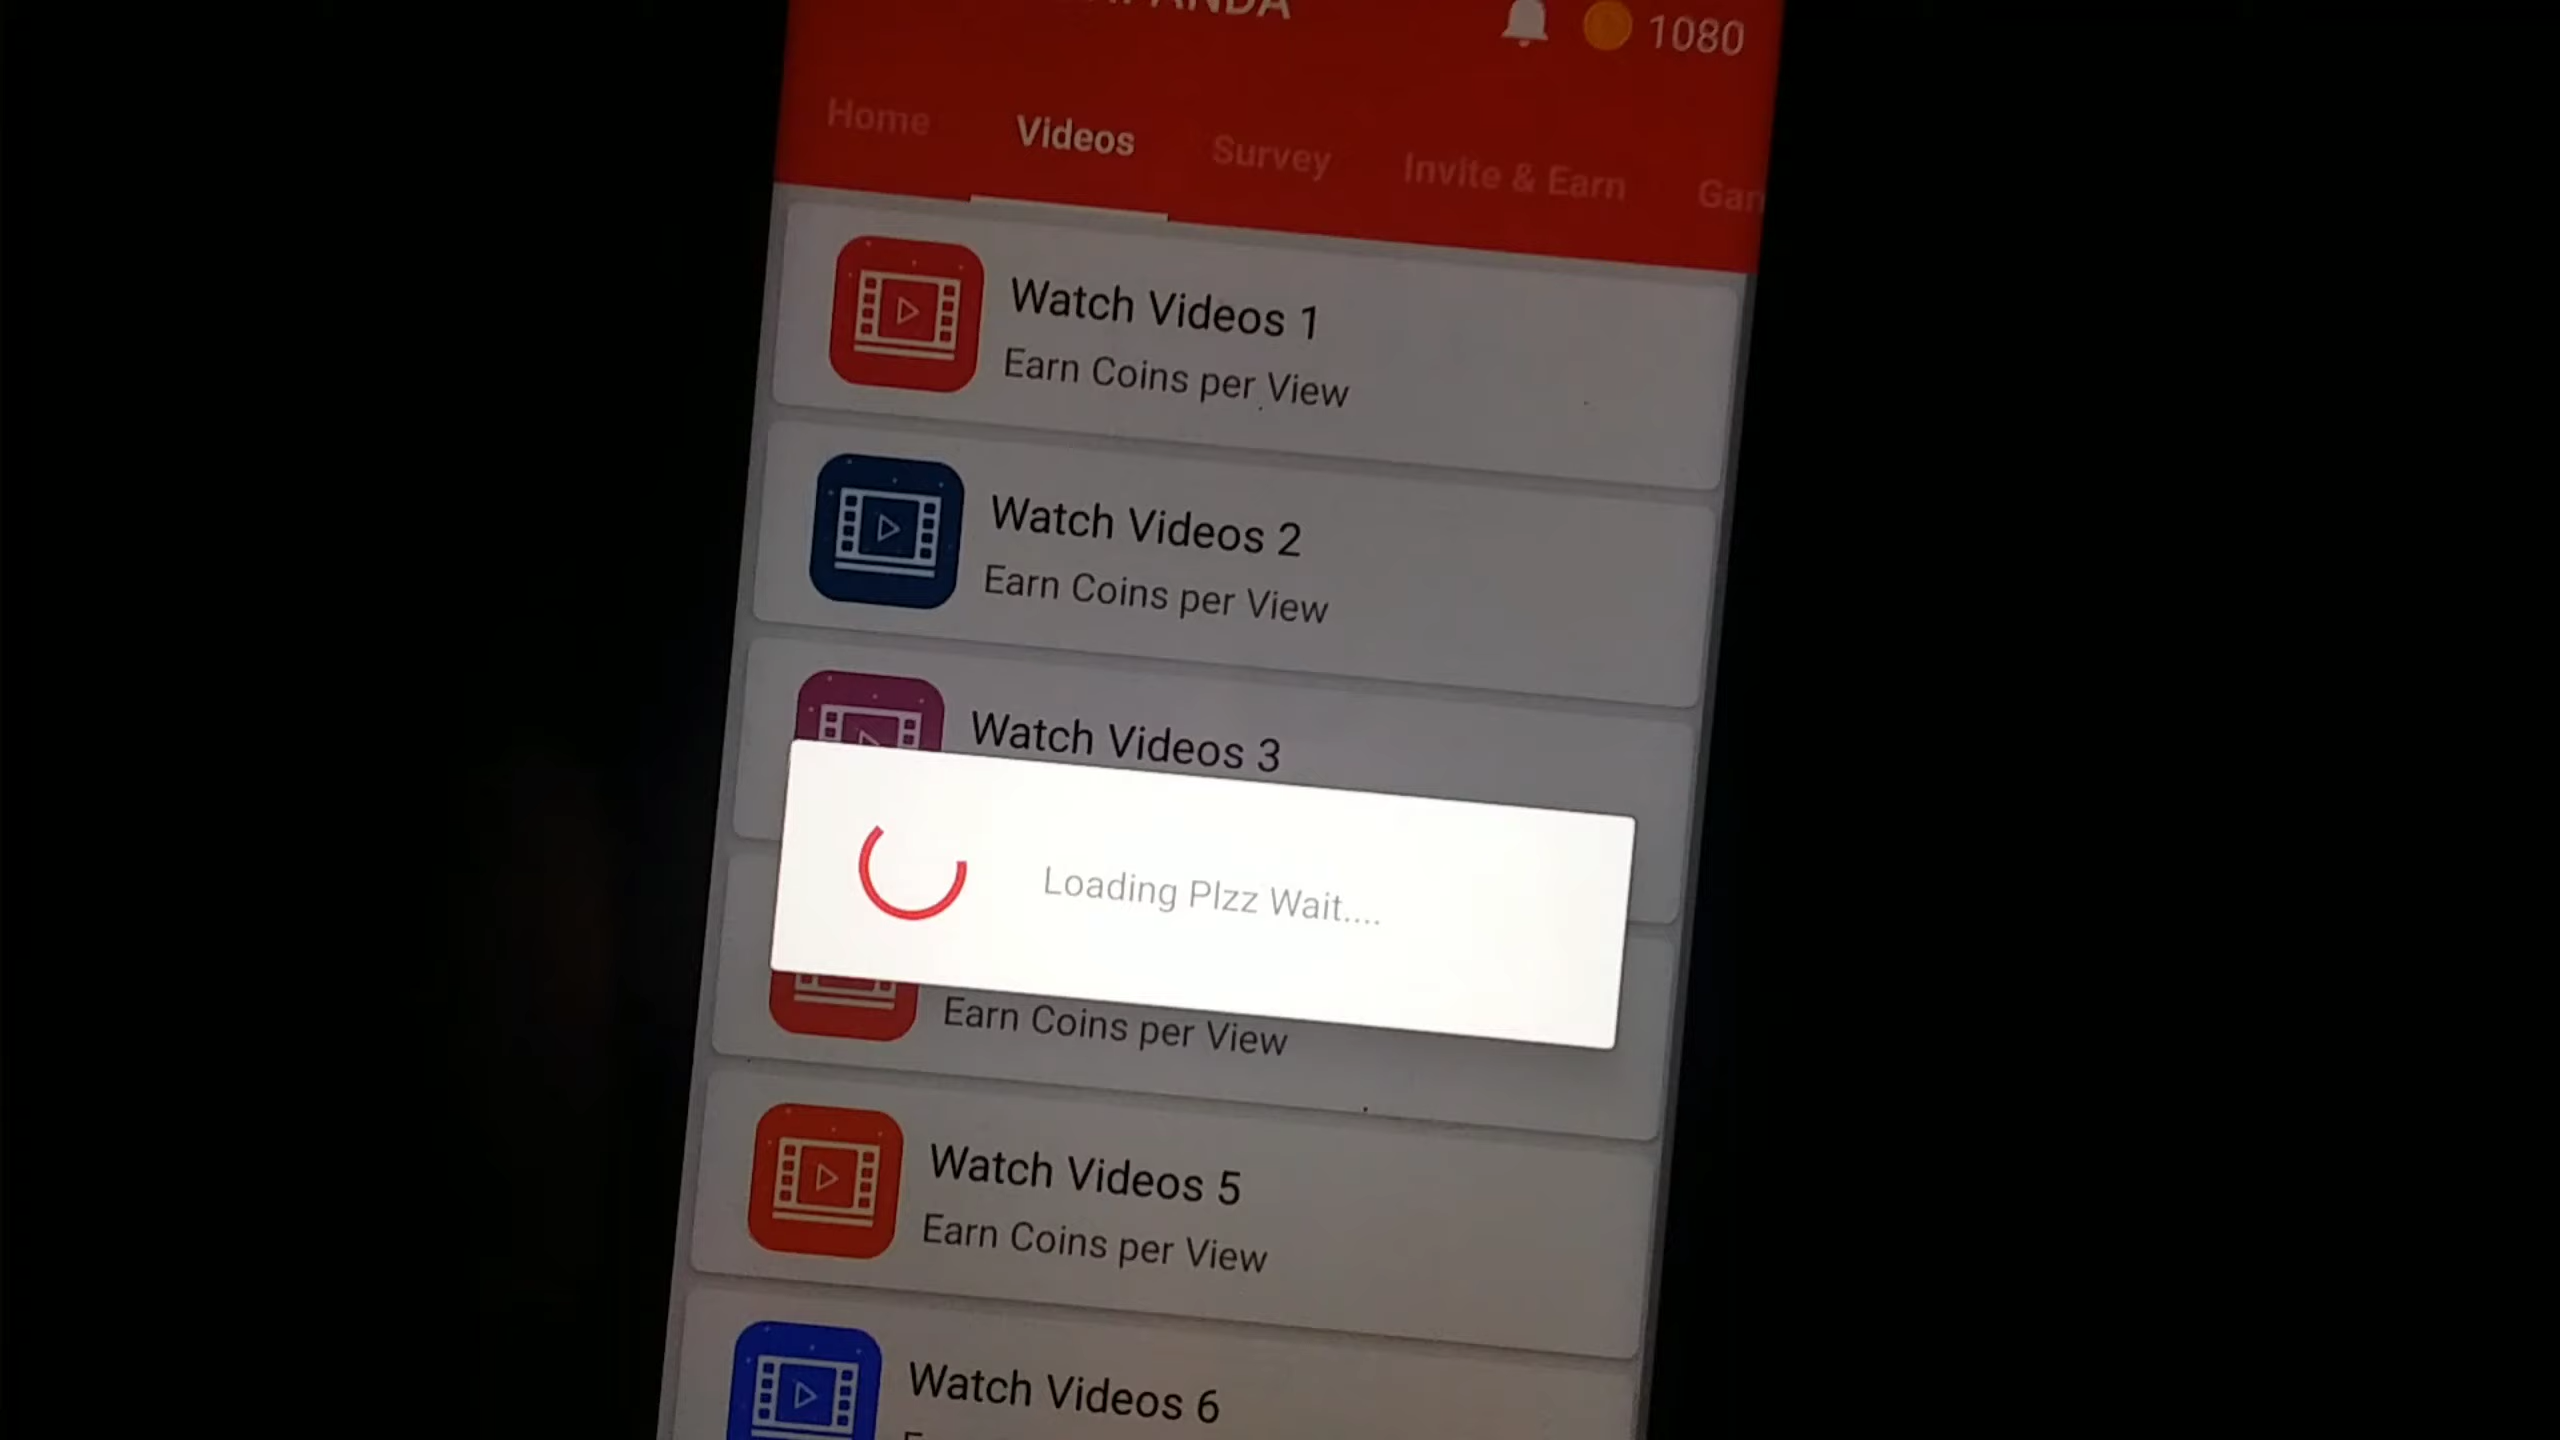 1080
Home Videos Survey Invite & Earn
Watch Videos 1
Earn Coins per View
Watch Videos 2
Earn Coins per View
Watch Videos 3
Loading Plzz Wait....
Earn Coins per View
Watch Videos 5
Earn Coins per View
Watch Videos 6